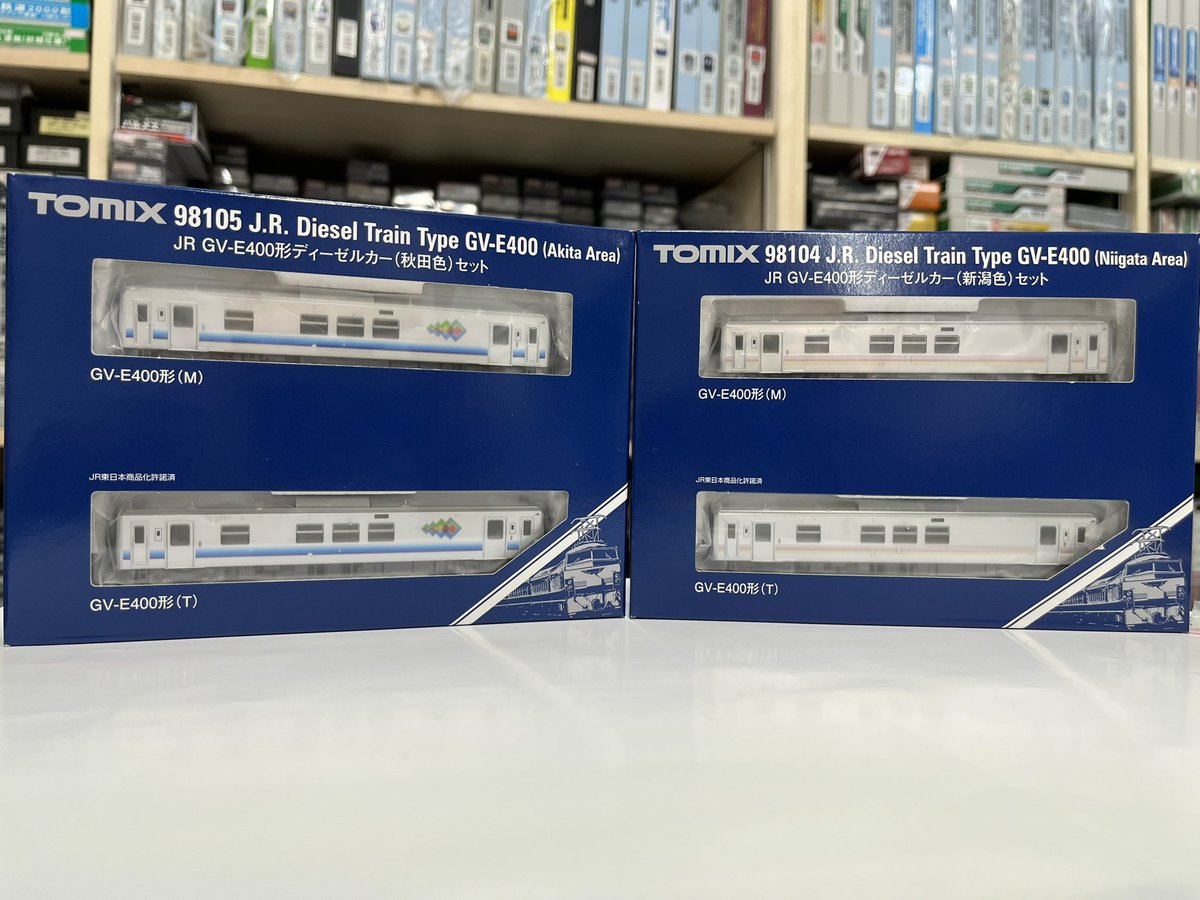 TOMIX 98105 J.R. Diesel Train Type GV-E400 (Akita Area)
JR GV-E400形ディーゼルカー(秋田色)セット
GV-E400形(M)
JR東日本商品化許諾済
GV-E400形(T)
TOMIX 98104 J.R. Diesel Train Type GV-E400 (Niigata Area)
JR GV-E400形ディーゼルカー(新潟色)セット
GV-E400形(M)
JR東日本商品化許諾済
GV-E400形(T)